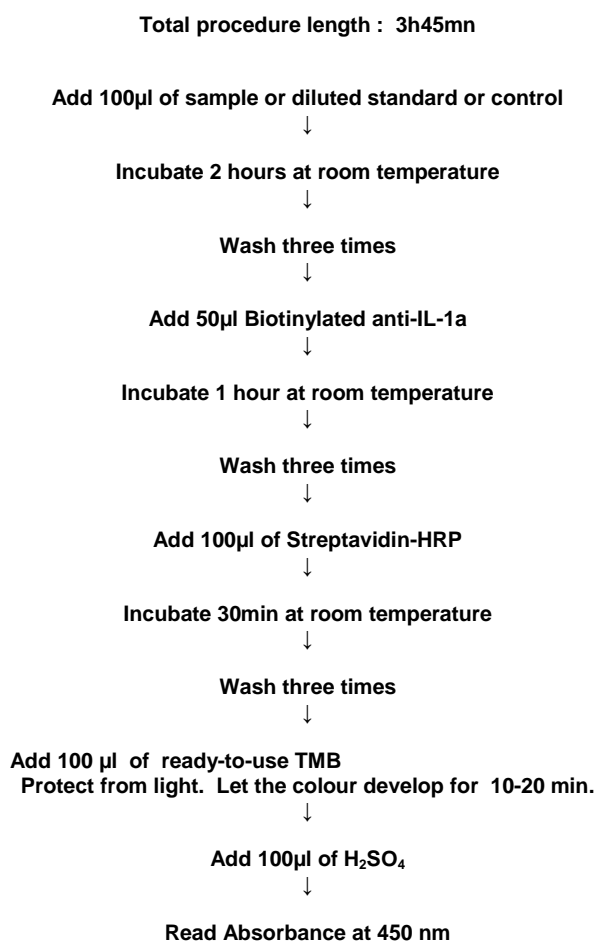 Total procedure length : 3h45mn
Add 100µl of sample or diluted standard or control
↓
Incubate 2 hours at room temperature
↓
Wash three times
↓
Add 50µl Biotinylated anti-IL-1a
↓
Incubate 1 hour at room temperature
↓
Wash three times
↓
Add 100µl of Streptavidin-HRP
↓
Incubate 30min at room temperature
↓
Wash three times
↓
Add 100 µl of ready-to-use TMB
Protect from light. Let the colour develop for 10-20 min.
↓
Add 100µl of H₂SO₄
↓
Read Absorbance at 450 nm